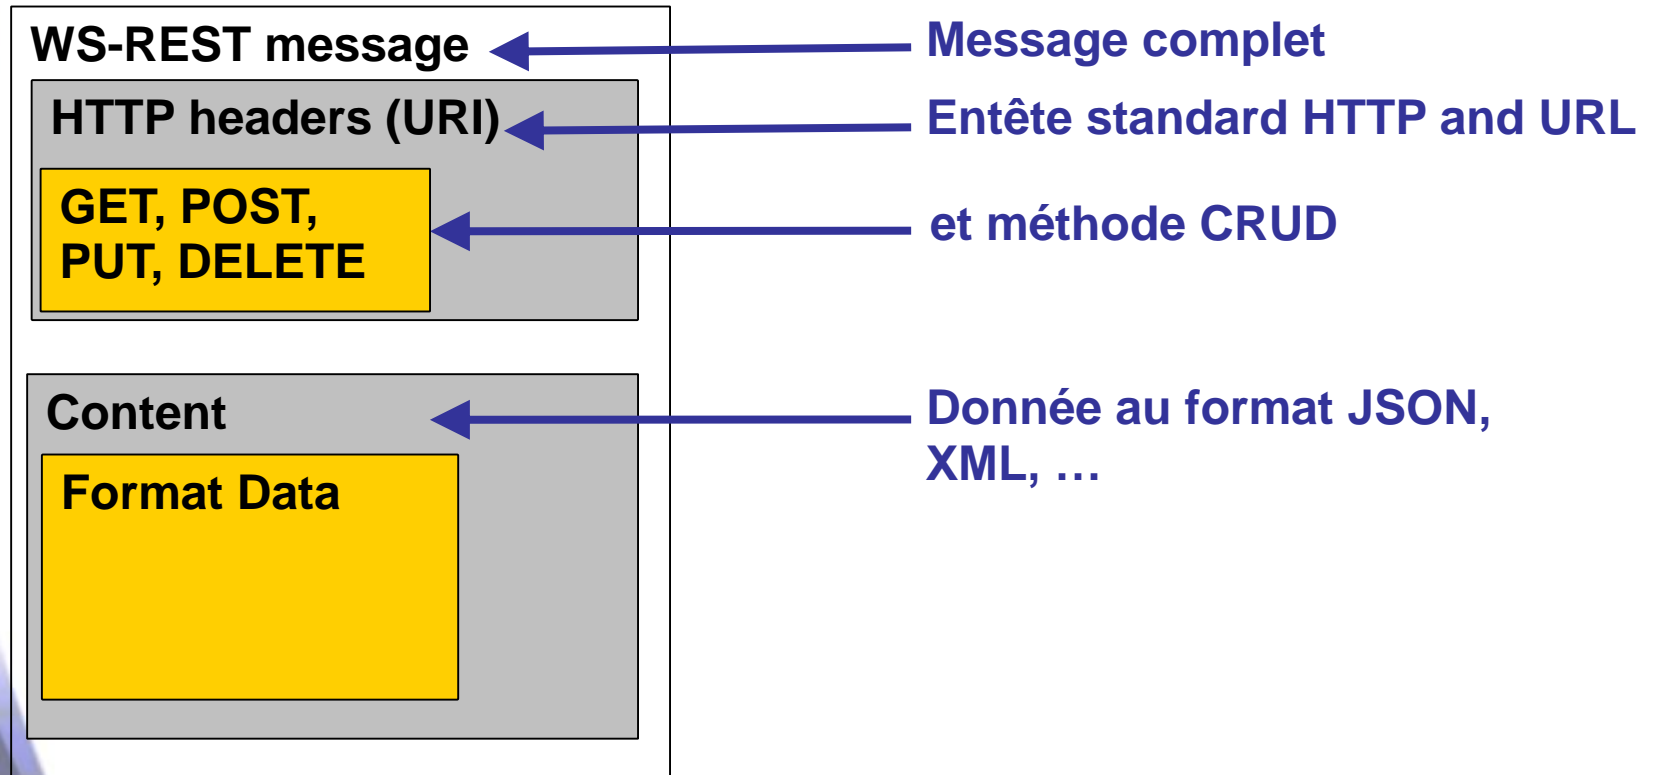 WS-REST message
Message complet
HTTP headers (URI)
Entête standard HTTP and URL
GET, POST,
PUT, DELETE
et méthode CRUD
Content
Donnée au format JSON,
XML, …
Format Data